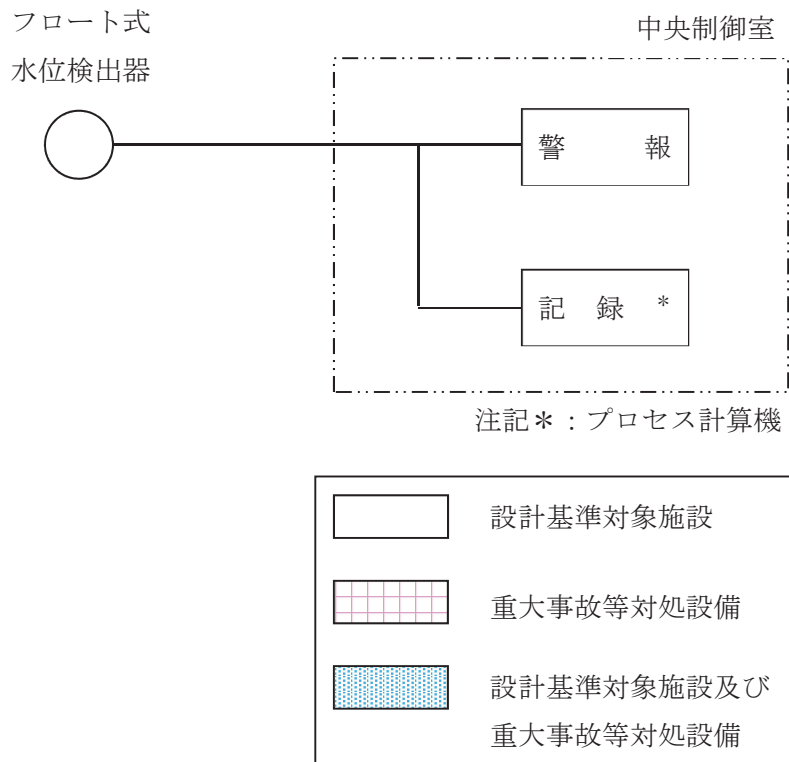 フロート式
水位検出器
中央制御室
警　報
記　録　*
注記＊：プロセス計算機
設計基準対象施設
重大事故等対処設備
設計基準対象施設及び
重大事故等対処設備